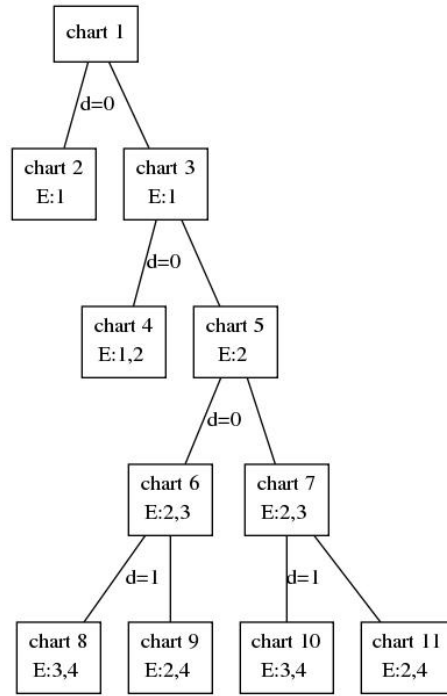 chart 1
d=0
chart 2
E:1
chart 3
E:1
d=0
chart 4
E:1,2
chart 5
E:2
d=0
chart 6
E:2,3
chart 7
E:2,3
d=1
d=1
chart 8
E:3,4
chart 9
E:2,4
chart 10
E:3,4
chart 11
E:2,4